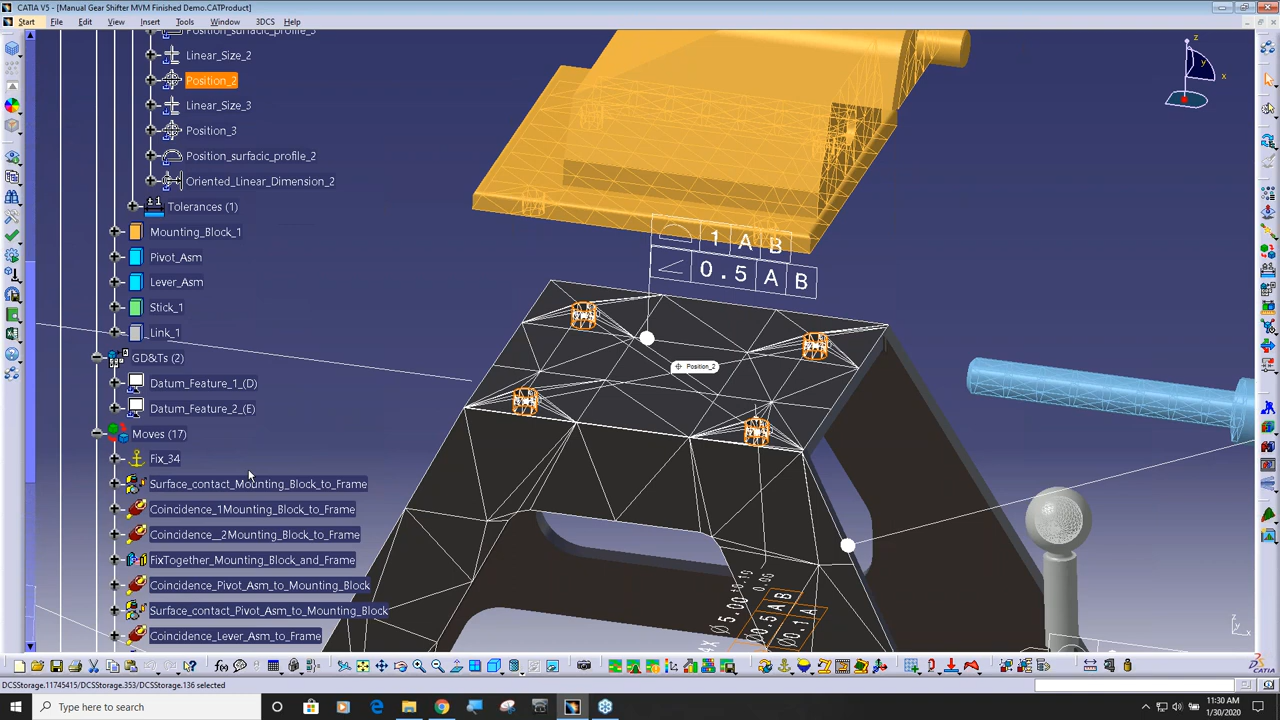 CATIA V5 - [Manual Gear Shifter MVM Finished Demo.CATProduct]
Start File Edit View Insert Tools Window 3DCS Help
Position_surfacic_profile_3
Linear_Size_2
Position_2
Linear_Size_3
Position_3
Position_surfacic_profile_2
Oriented_Linear_Dimension_2
Tolerances (1)
Mounting_Block_1
Pivot_Asm
Lever_Asm
Stick_1
Link_1
GD&Ts (2)
Datum_Feature_1_(D)
Datum_Feature_2_(E)
Moves (17)
Fix_34
Surface_contact_Mounting_Block_to_Frame
Coincidence_1Mounting_Block_to_Frame
Coincidence__2Mounting_Block_to_Frame
FixTogether_Mounting_Block_and_Frame
Coincidence_Pivot_Asm_to_Mounting_Block
Surface_contact_Pivot_Asm_to_Mounting_Block
Coincidence_Lever_Asm_to_Frame
1 A B
0.5 A B
Position_2
z
y
x
DCSStorage.11745415/DCSStorage.353/DCSStorage.136 selected
CATIA
Type here to search
11:30 AM
1/30/2020